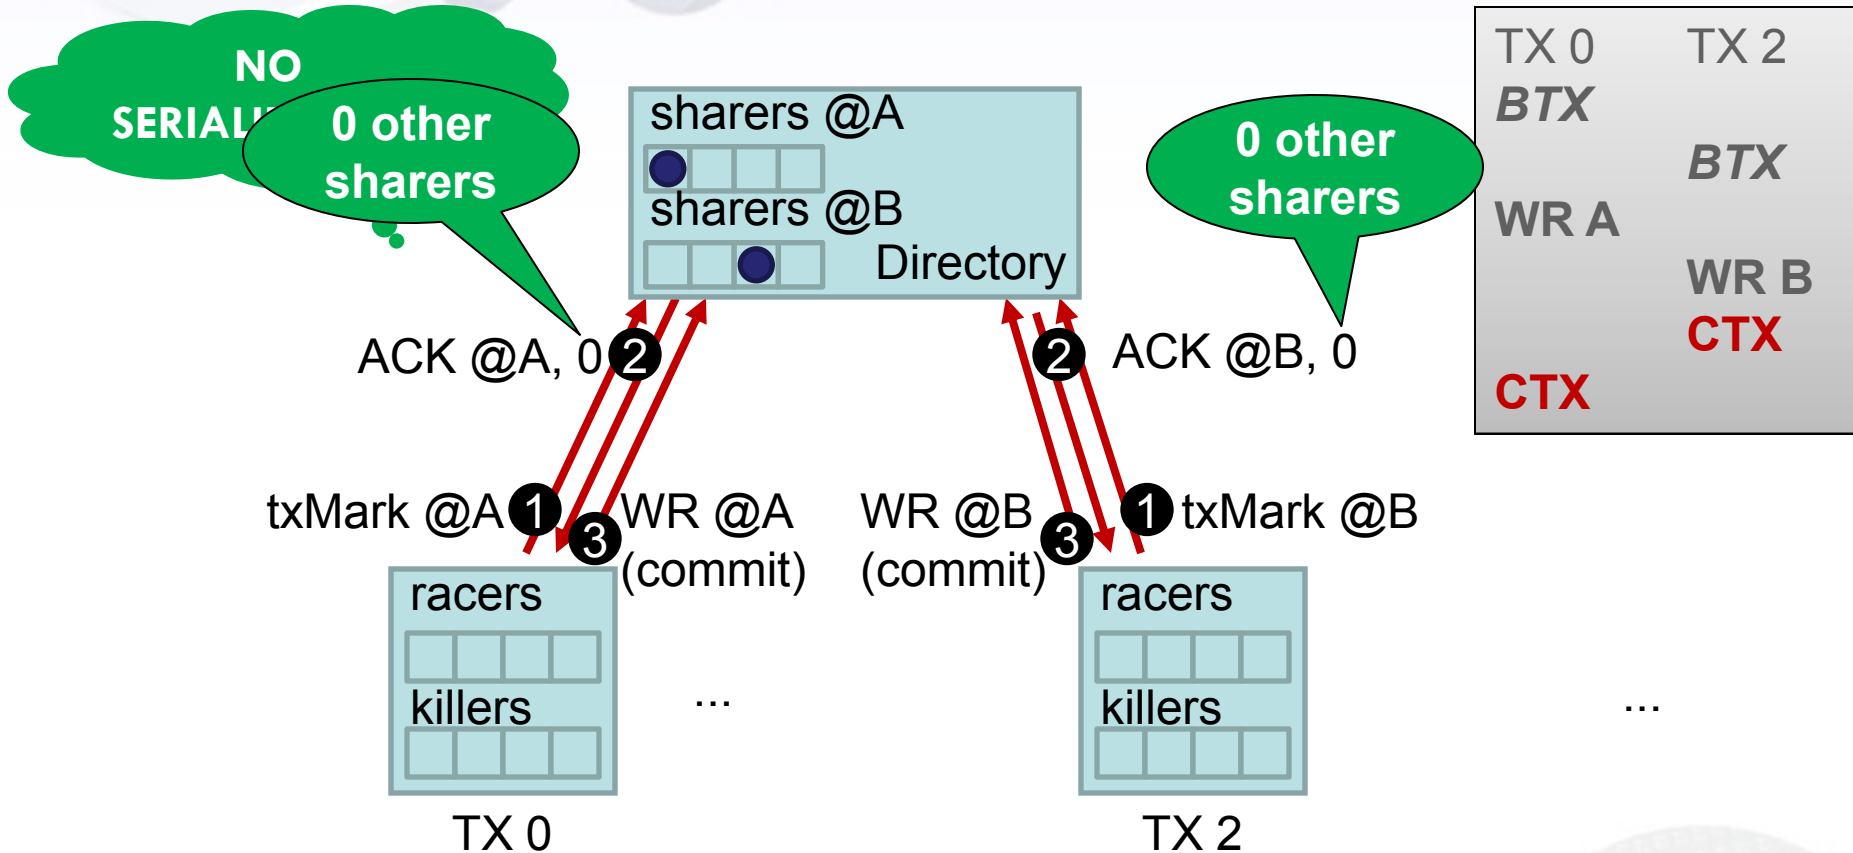 NO
0 other
sharers
sharers @A
sharers @B
Directory
0 other
sharers
TX 0 TX 2
BTX
BTX
WR A
WR B
CTX
CTX
ACK @A, 0 2
2 ACK @B, 0
txMark @A 1
3 WR @A
(commit)
WR @B
(commit) 3
1 txMark @B
racers
killers
TX 0
...
racers
killers
TX 2
...